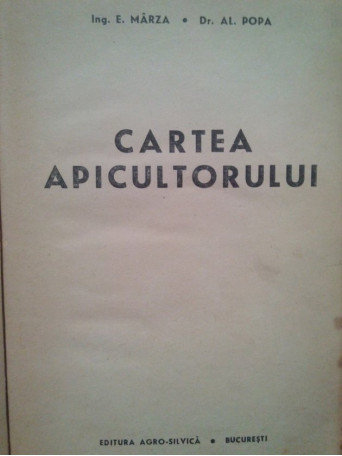 Ing. E. MÂRZA • Dr. AL. POPA
CARTEA
APICULTORULUI
EDITURA AGRO-SILVICĂ • BUCUREȘTI